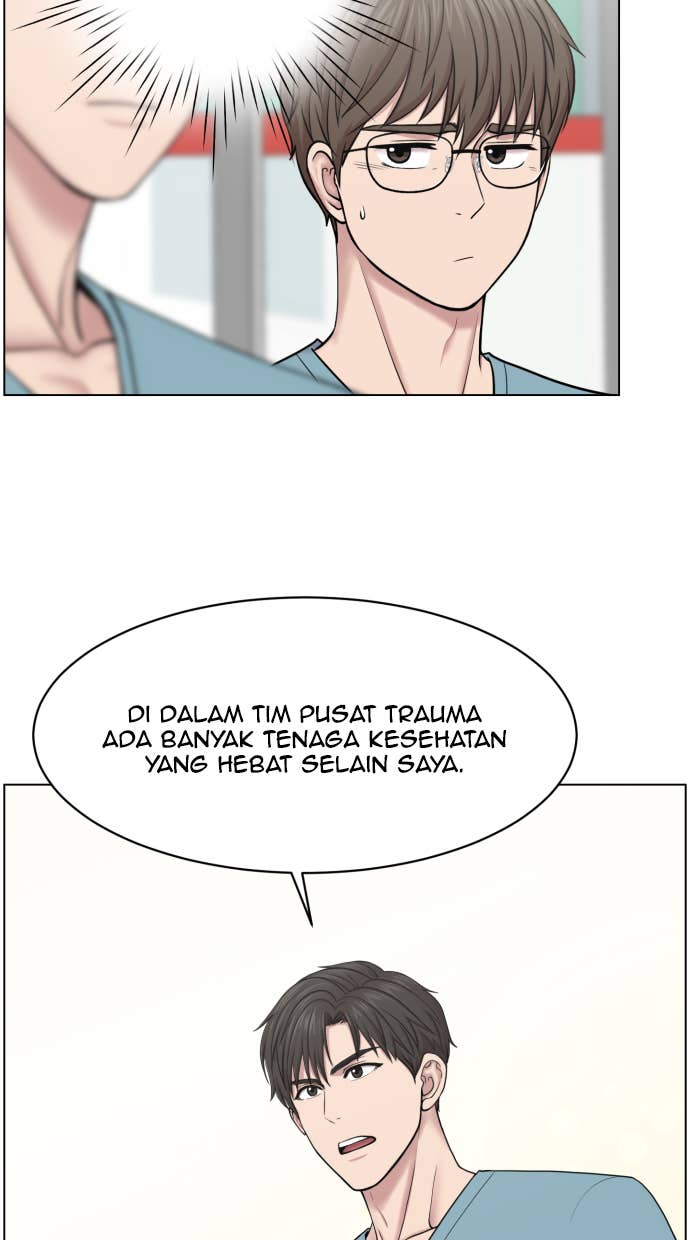 DI DALAM TIM PUSAT TRAUMA
ADA BANYAK TENAGA KESEHATAN
YANG HEBAT SELAIN SAYA.